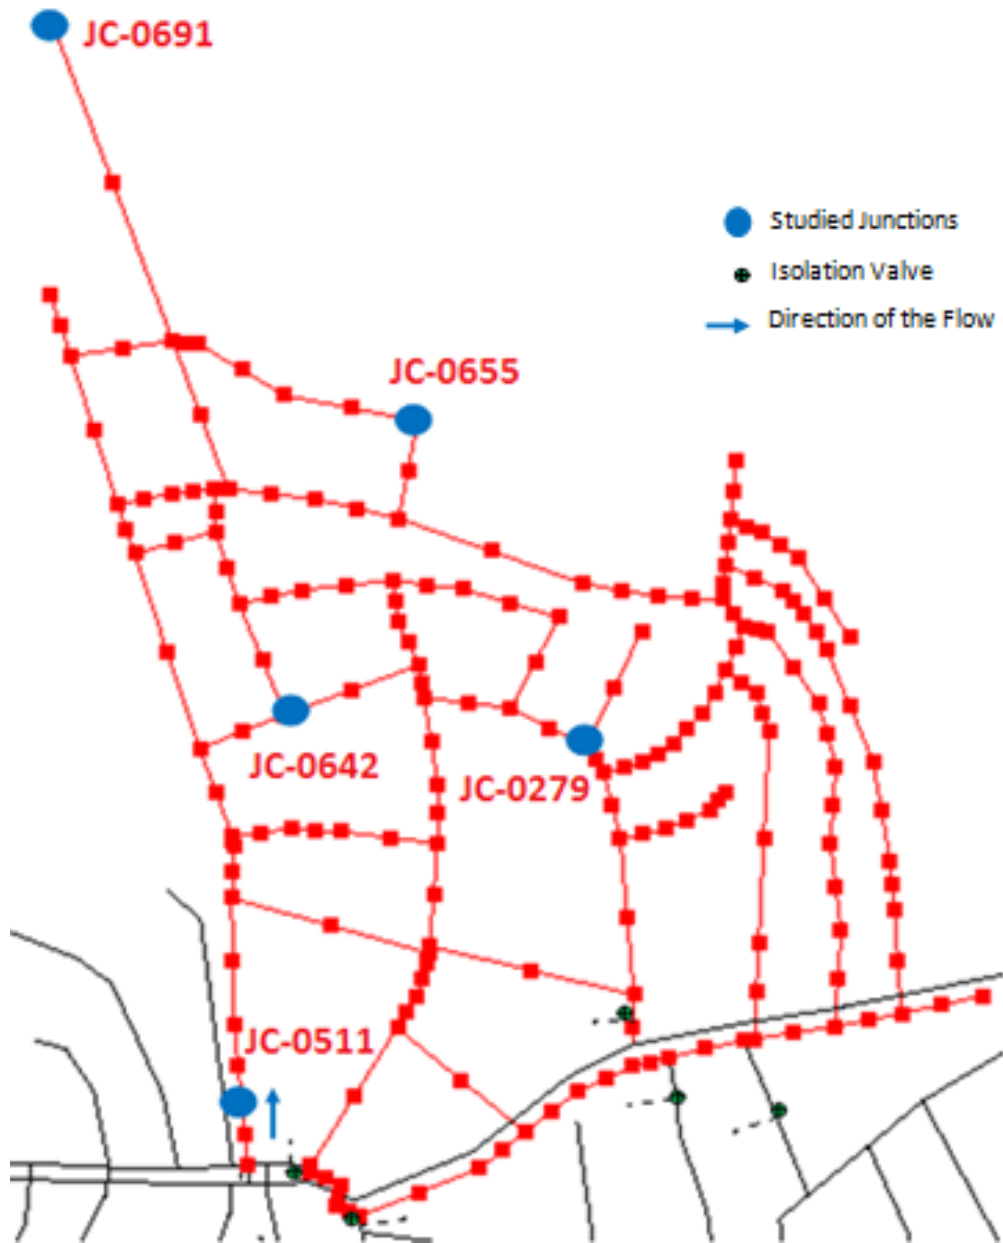 JC-0691
Studied Junctions
Isolation Valve
Direction of the Flow
JC-0655
JC-0642
JC-0279
JC-0511